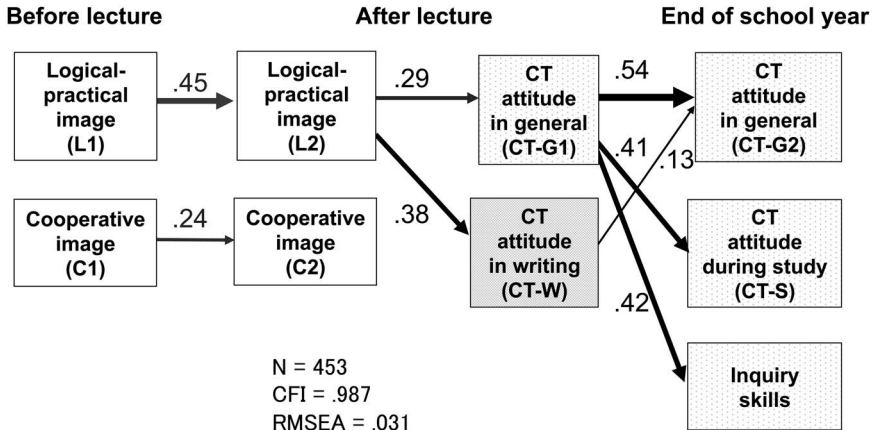 Before lecture
After lecture
End of school year
Logical-
practical
image
(L1)
.45
Logical-
practical
image
(L2)
.29
CT
attitude
in general
(CT-G1)
.54
CT
attitude
in general
(CT-G2)
.41
.13
Cooperative
image
(C1)
.24
Cooperative
image
(C2)
.38
CT
attitude
in writing
(CT-W)
CT
attitude
during study
(CT-S)
.42
Inquiry
skills
N = 453
CFI = .987
RMSEA = .031